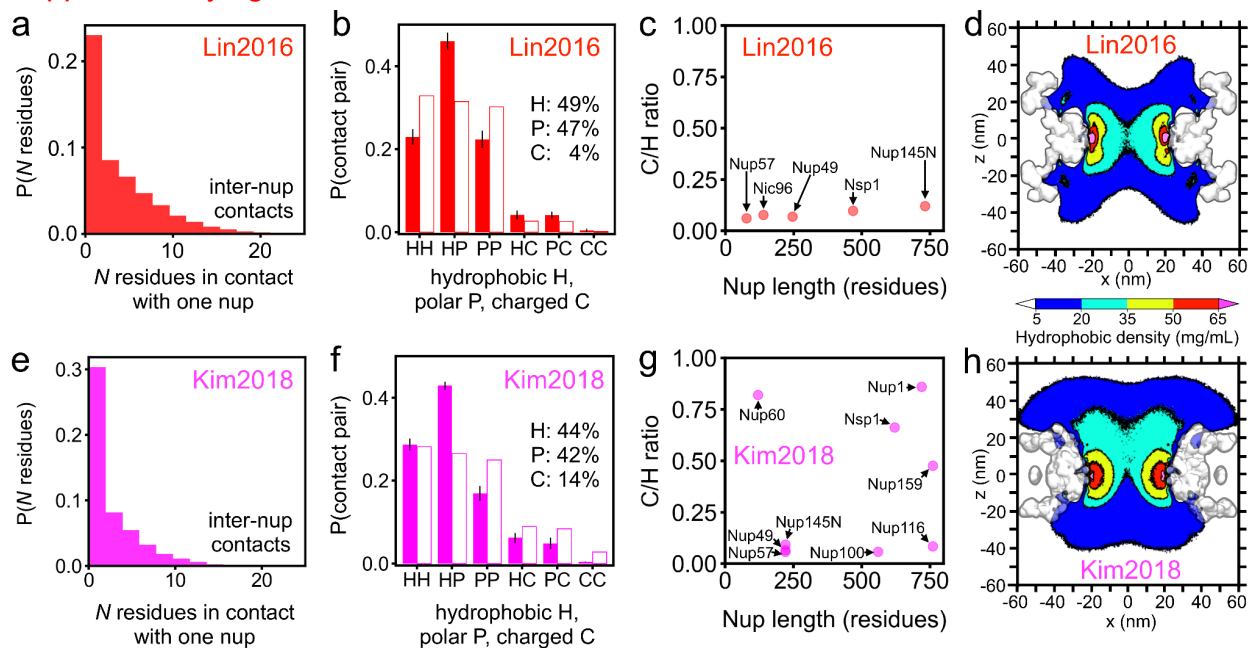 a
P(N residues)
0.2
0.1
0.0
0
10
20
Lin2016
inter-nup
contacts
N residues in contact
with one nup
b
P(contact pair)
0.4
0.2
0.0
Lin2016
H: 49%
P: 47%
C: 4%
HH HP PP HC PC CC
hydrophobic H,
polar P, charged C
c
Lin2016
C/H ratio
1.00
0.75
0.50
0.25
0.00
Nup57
Nic96
Nup49
Nsp1
Nup145N
0 250 500 750
Nup length (residues)
d
Lin2016
z (nm)
60
40
20
0
-20
-40
-60
-60 -40 -20 0 20 40 60
x (nm)
5 20 35 50 65
Hydrophobic density (mg/mL)
e
P(N residues)
0.3
0.2
0.1
0.0
0
10
20
Kim2018
inter-nup
contacts
N residues in contact
with one nup
f
P(contact pair)
0.4
0.2
0.0
Kim2018
H: 44%
P: 42%
C: 14%
HH HP PP HC PC CC
hydrophobic H,
polar P, charged C
g
C/H ratio
1.00
0.75
0.50
0.25
0.00
Nup1
Nup60
Nsp1
Kim2018
Nup159
Nup49
Nup145N
Nup57
Nup100
Nup116
0 250 500 750
Nup length (residues)
h
z (nm)
60
40
20
0
-20
-40
-60
Kim2018
-60 -40 -20 0 20 40 60
x (nm)